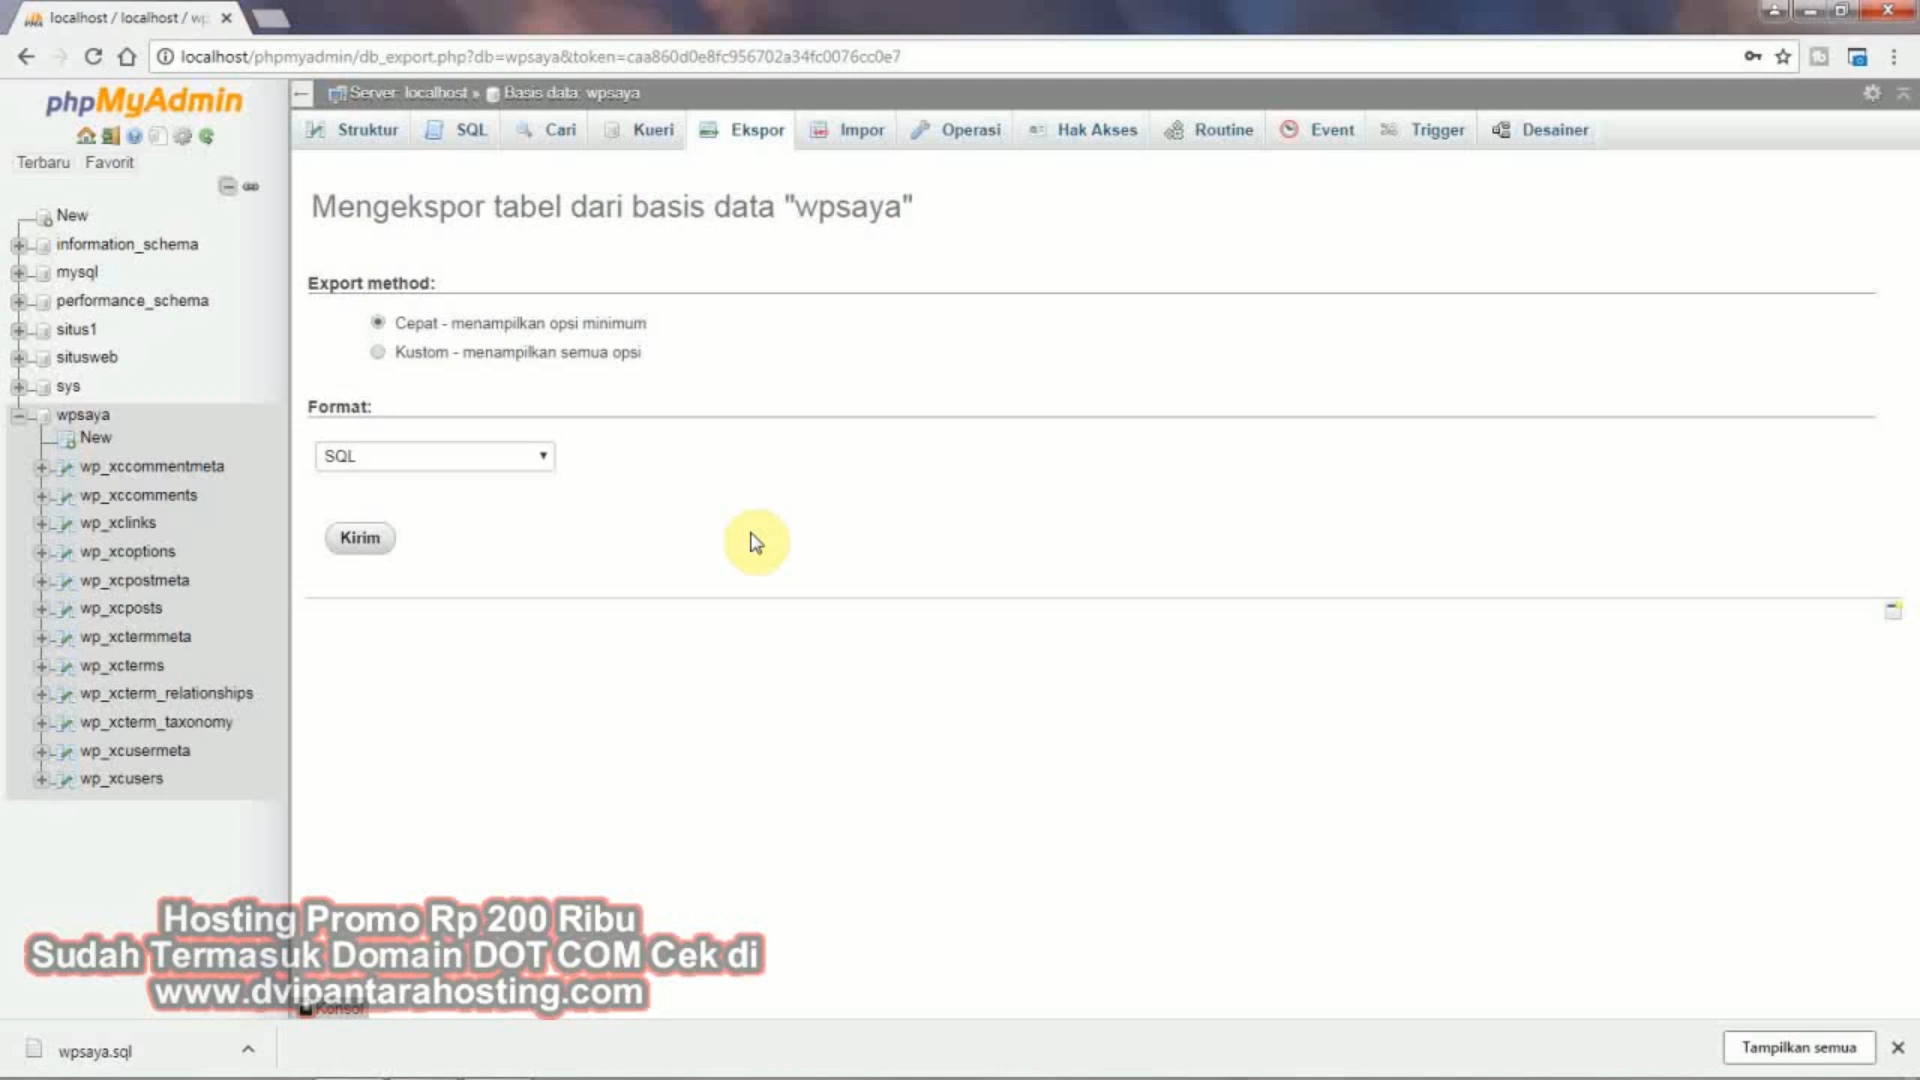 localhost / localhost / wp
localhost/phpmyadmin/db_export.php?db=wpsaya&token=caa860d0e8fc956702a34fc0076cc0e7
phpMyAdmin
Terbaru Favorit
New
information_schema
mysql
performance_schema
situs1
situsweb
sys
wpsaya
New
wp_xccommentmeta
wp_xccomments
wp_xclinks
wp_xcoptions
wp_xcpostmeta
wp_xcposts
wp_xctermmeta
wp_xcterms
wp_xcterm_relationships
wp_xcterm_taxonomy
wp_xcusermeta
wp_xcusers
Server: localhost » Basis data: wpsaya
Struktur SQL Cari Kueri Ekspor Impor Operasi Hak Akses Routine Event Trigger Desainer
Mengekspor tabel dari basis data "wpsaya"
Export method:
Cepat - menampilkan opsi minimum
Kustom - menampilkan semua opsi
Format:
SQL
Kirim
Hosting Promo Rp 200 Ribu
Sudah Termasuk Domain DOT COM Cek di
www.dvipantarahosting.com
Konsol
wpsaya.sql
Tampilkan semua